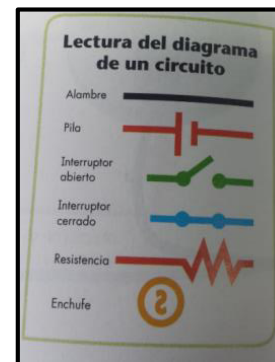 Lectura del diagrama
de un circuito
Alambre
Pila
Interruptor
abierto
Interruptor
cerrado
Resistencia
Enchufe